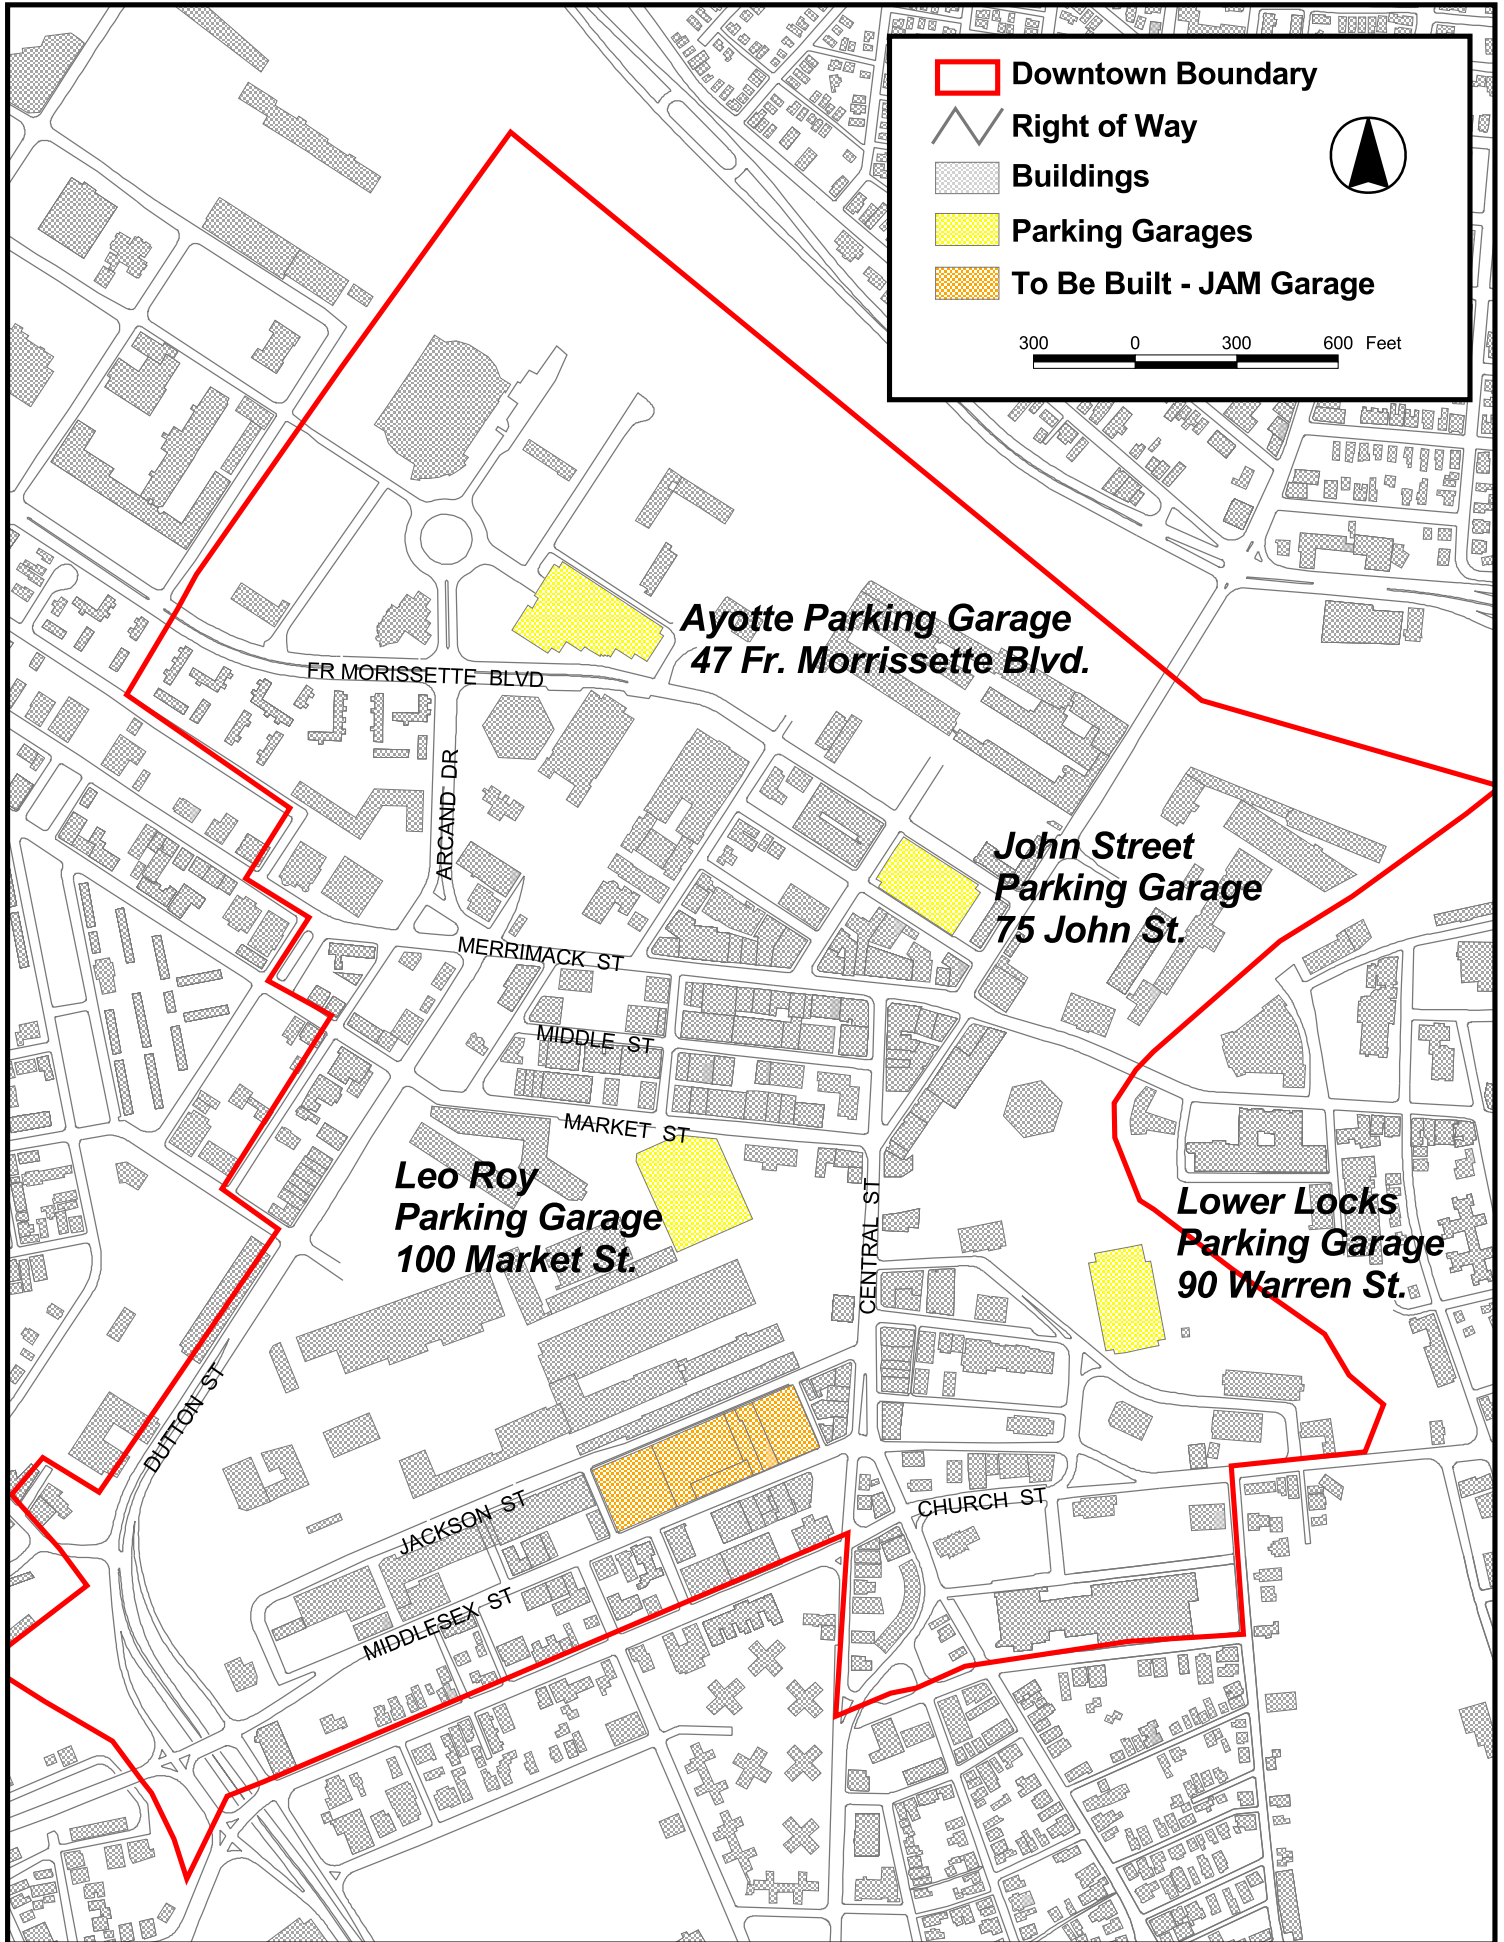 Downtown Boundary
Right of Way
Buildings
Parking Garages
To Be Built - JAM Garage
300 0 300 600 Feet
Ayotte Parking Garage
47 Fr. Morrissette Blvd.
FR MORISSETTE BLVD
ARCAND DR
John Street
Parking Garage
75 John St.
MERRIMACK ST
MIDDLE ST
MARKET ST
Leo Roy
Parking Garage
100 Market St.
CENTRAL ST
Lower Locks
Parking Garage
90 Warren St.
DUTTON ST
JACKSON ST
CHURCH ST
MIDDLESEX ST